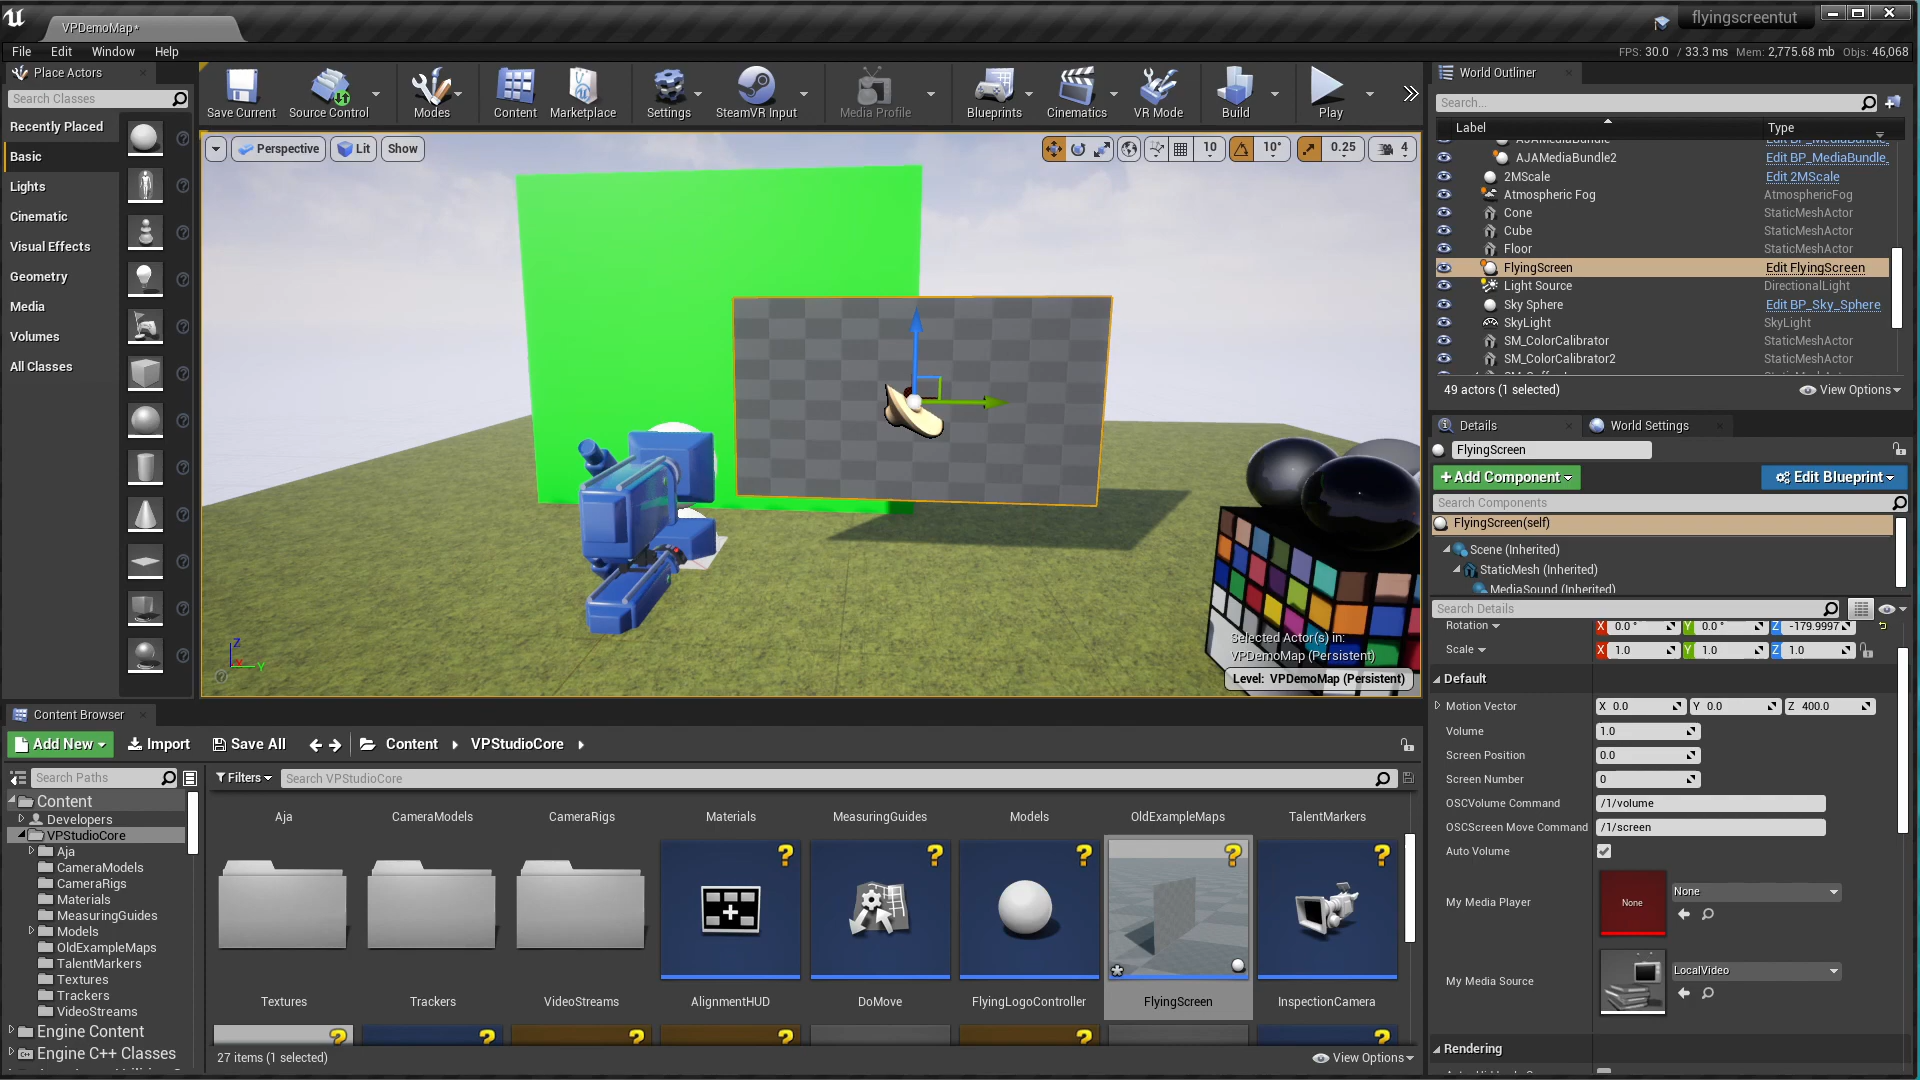 VPDemoMap*
flyingscreentut
File Edit Window Help
FPS: 30.0 / 33.3 ms Mem: 2,775.68 mb Objs: 46,068
Place Actors
Search Classes
Recently Placed
Basic
Lights
Cinematic
Visual Effects
Geometry
Media
Volumes
All Classes
Save Current
Source Control
Modes
Content
Marketplace
Settings
SteamVR Input
Media Profile
Blueprints
Cinematics
VR Mode
Build
Play
Perspective
Lit
Show
10
10°
0.25
4
Z
X
Y
Selected Actor(s) in:
VPDemoMap (Persistent)
Level: VPDemoMap (Persistent)
World Outliner
Search...
Label Type
AJAMediaBundle Edit BP_MediaBundle_
AJAMediaBundle2 Edit BP_MediaBundle_
2MScale Edit 2MScale
Atmospheric Fog AtmosphericFog
Cone StaticMeshActor
Cube StaticMeshActor
Floor StaticMeshActor
FlyingScreen Edit FlyingScreen
Light Source DirectionalLight
Sky Sphere Edit BP_Sky_Sphere
SkyLight SkyLight
SM_ColorCalibrator StaticMeshActor
SM_ColorCalibrator2 StaticMeshActor
49 actors (1 selected)
View Options
Details
World Settings
FlyingScreen
Add Component
Edit Blueprint
Search Components
FlyingScreen(self)
Scene (Inherited)
StaticMesh (Inherited)
MediaSound (Inherited)
Search Details
Rotation X 0.0 ° Y 0.0 ° Z -179.9997
Scale X 1.0 Y 1.0 Z 1.0
Default
Motion Vector X 0.0 Y 0.0 Z 400.0
Volume 1.0
Screen Position 0.0
Screen Number 0
OSCVolume Command /1/volume
OSCScreen Move Command /1/screen
Auto Volume
My Media Player None None
My Media Source LocalVideo
Rendering
Content Browser
Add New
Import
Save All
Content
VPStudioCore
Search Paths
Filters
Search VPStudioCore
Content
Developers
VPStudioCore
Aja
CameraModels
CameraRigs
Materials
MeasuringGuides
Models
OldExampleMaps
TalentMarkers
Textures
Trackers
VideoStreams
Engine Content
Engine C++ Classes
Aja
CameraModels
CameraRigs
Materials
MeasuringGuides
Models
OldExampleMaps
TalentMarkers
Textures
Trackers
VideoStreams
AlignmentHUD
DoMove
FlyingLogoController
FlyingScreen
InspectionCamera
27 items (1 selected)
View Options